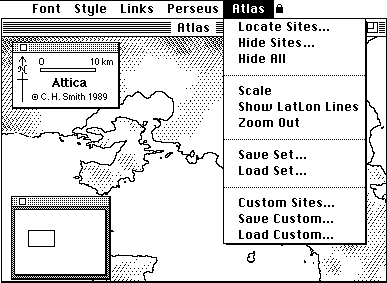 Font Style Links Perseus Atlas
Atlas
Locate Sites...
Hide Sites...
Hide All
Scale
Show LatLon Lines
Zoom Out
Save Set...
Load Set...
Custom Sites...
Save Custom...
Load Custom...
0 10 km
Attica
© C. H. Smith 1989